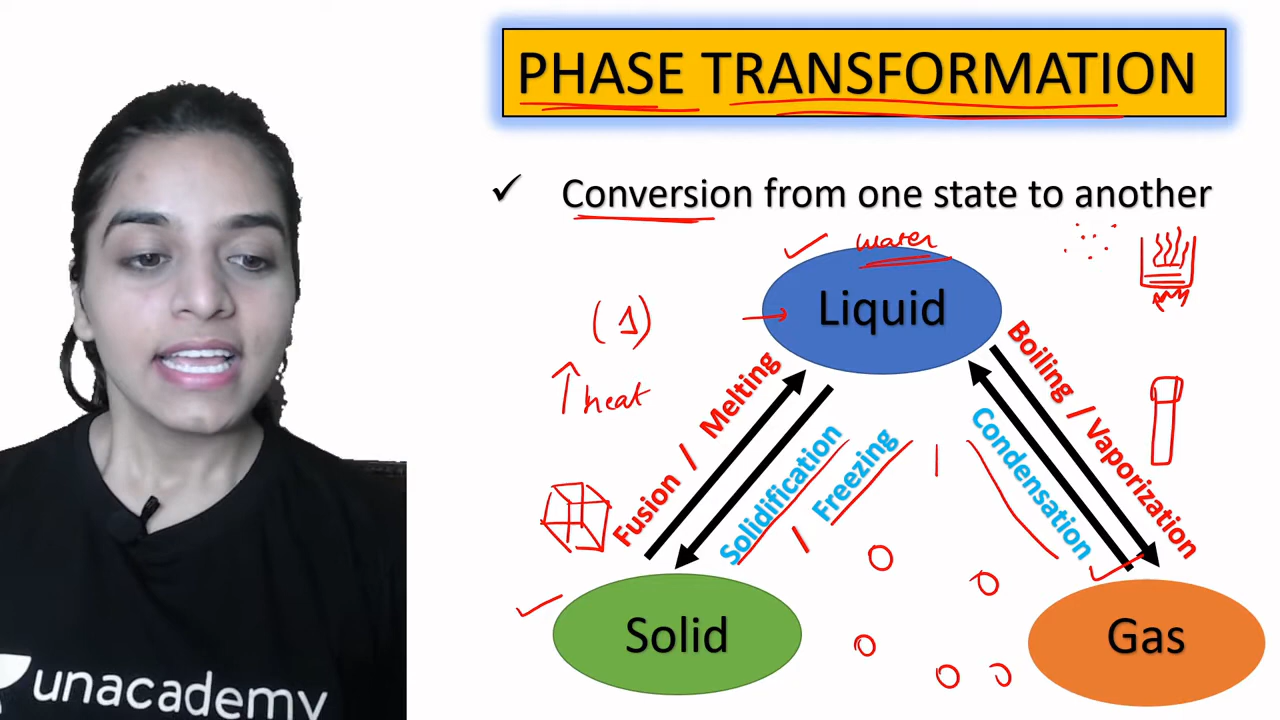 PHASE TRANSFORMATION
✓ Conversion from one state to another
water
Liquid
(1)
↑ heat
Fusion / Melting
Solidification / Freezing
Condensation
Boiling / Vaporization
Solid
Gas
unacademy